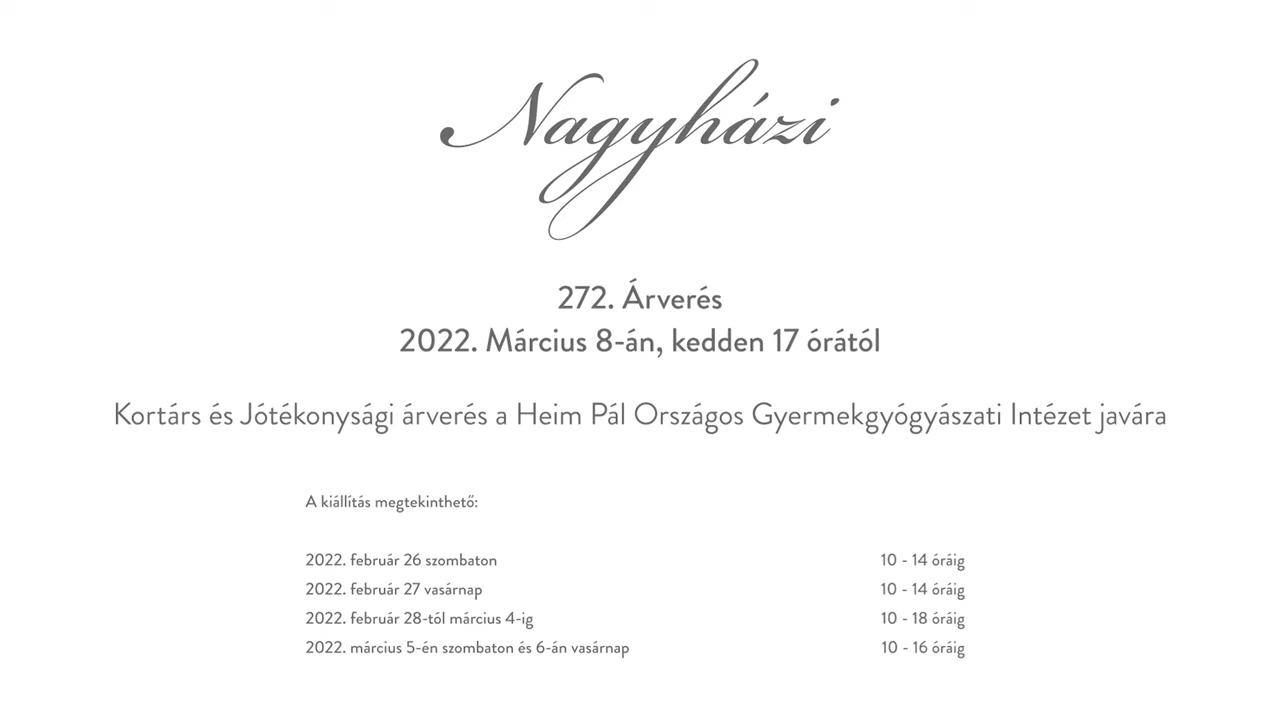 Nagyházi
272. Árverés
2022. Március 8-án, kedden 17 órától
Kortárs és Jótékonysági árverés a Heim Pál Országos Gyermekgyógyászati Intézet javára
A kiállítás megtekinthető:
2022. február 26 szombaton 10 - 14 óráig
2022. február 27 vasárnap 10 - 14 óráig
2022. február 28-tól március 4-ig 10 - 18 óráig
2022. március 5-én szombaton és 6-án vasárnap 10 - 16 óráig